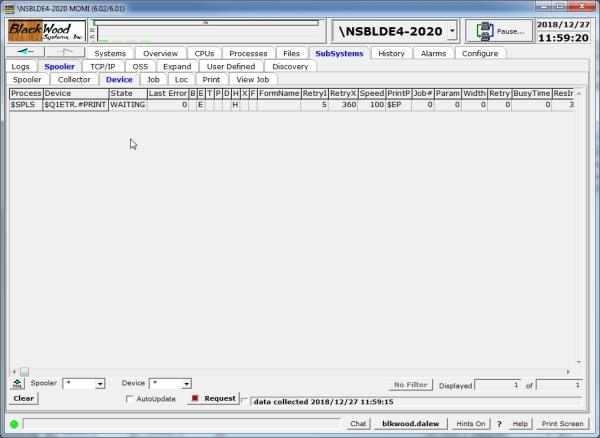 \NSBLDE4-2020 MOMI (6.02/6.01)
BlackWood Systems, Inc.
\NSBLDE4-2020
Pause...
2018/12/27
11:59:20
Systems Overview CPUs Processes Files SubSystems History Alarms Configure
Logs Spooler TCP/IP OSS Expand User Defined Discovery
Spooler Collector Device Job Loc Print View Job
Process Device State Last Error B E T P D H X F FormName RetryI RetryX Speed PrintP Job# Param Width Retry BusyTime
$SPLS $Q1ETR.#PRINT WAITING 0 E H 5 360 100 $EP 0 0 0 0 0 3
Spooler * Device * No Filter Displayed 1 of 1
Clear AutoUpdate Request data collected 2018/12/27 11:59:15
Chat blkwood.dalew Hints On ? Help Print Screen